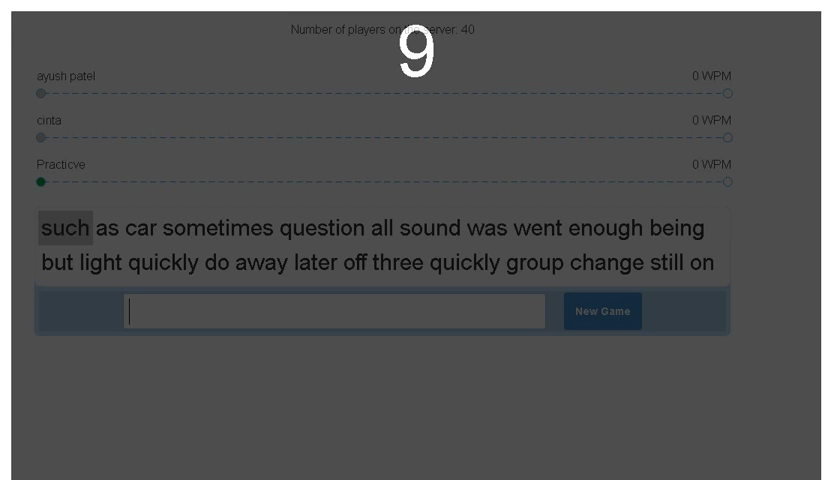 Number of players on the server: 40
9
ayush patel 0 WPM
cinta 0 WPM
Practicve 0 WPM
such as car sometimes question all sound was went enough being
but light quickly do away later off three quickly group change still on
New Game